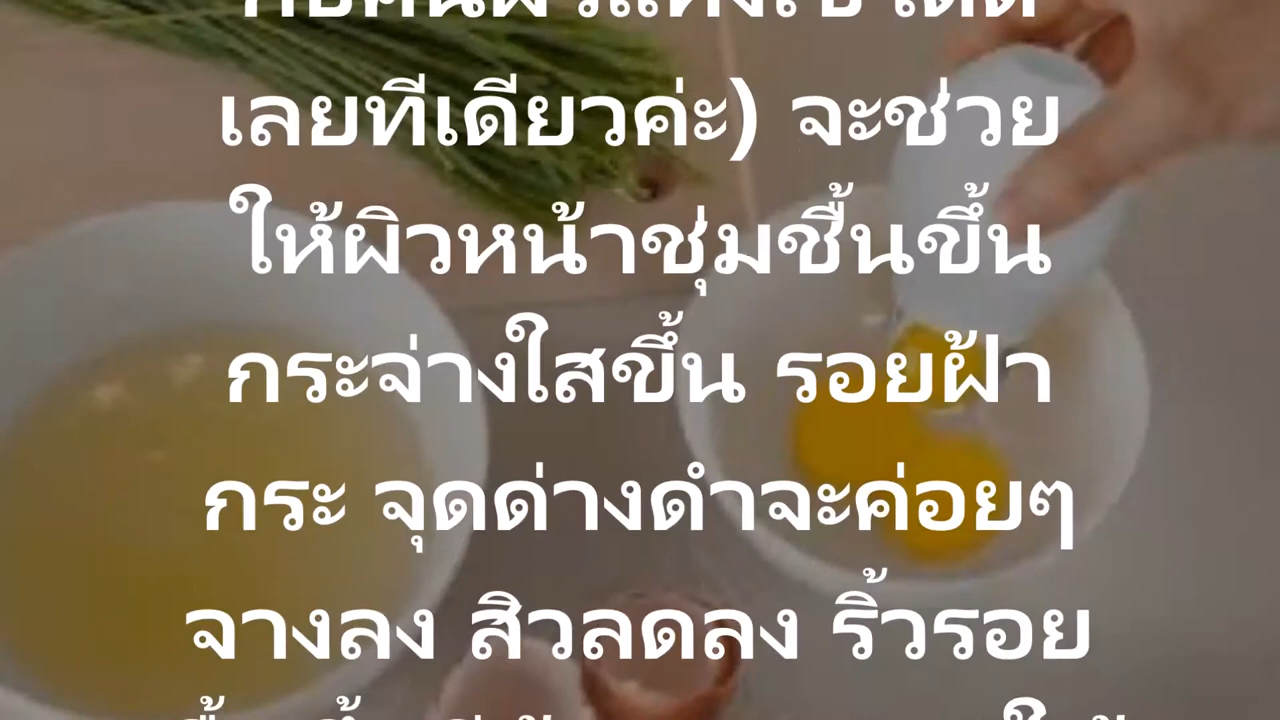 เลยทีเดียวค่ะ) จะช่วย
ให้ผิวหน้าชุ่มชื้นขึ้น
กระจ่างใสขึ้น รอยฝ้า
กระ จุดด่างดำจะค่อยๆ
จางลง สิวลดลง ริ้วรอย